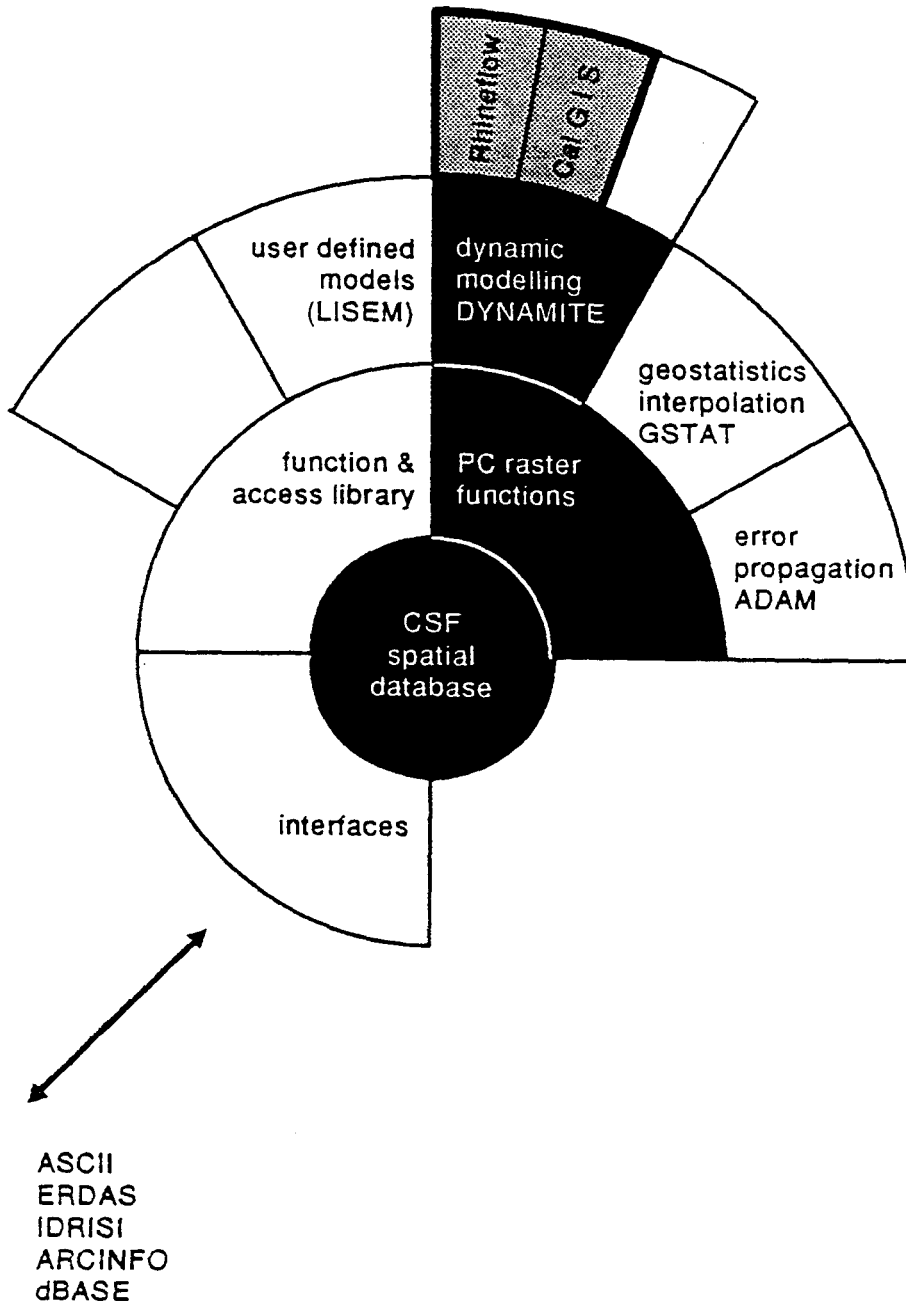 Rhineflow
CalGIS
user defined
models
(LISEM)
dynamic
modelling
DYNAMITE
geostatistics
interpolation
GSTAT
function &
access library
PC raster
functions
error
propagation
ADAM
CSF
spatial
database
interfaces
ASCII
ERDAS
IDRISI
ARCINFO
dBASE